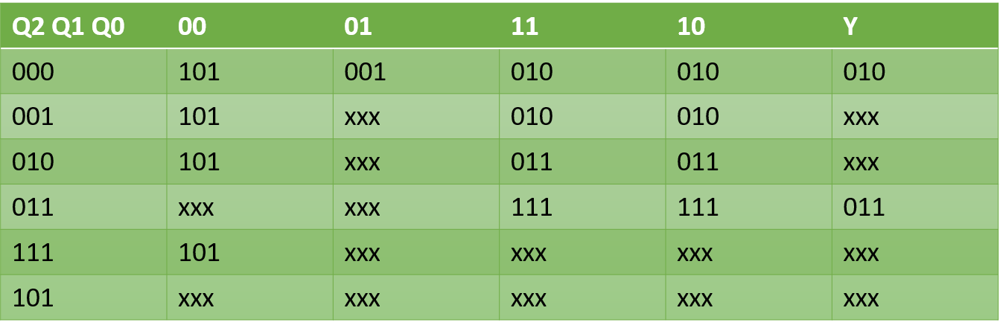 Q2 Q1 Q0 00 01 11 10 Y
000 101 001 010 010 010
001 101 xxx 010 010 xxx
010 101 xxx 011 011 xxx
011 xxx xxx 111 111 011
111 101 xxx xxx xxx xxx
101 xxx xxx xxx xxx xxx